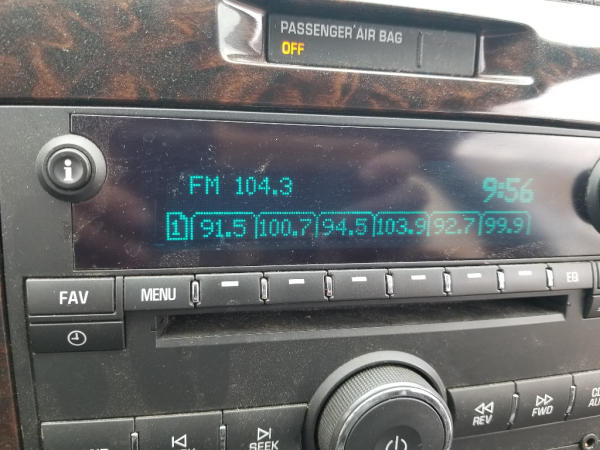 PASSENGER AIR BAG
OFF
i
FM 104.3 9:56
1 91.5 100.7 94.5 103.9 92.7 99.9
FAV MENU EQ
SEEK REV FWD